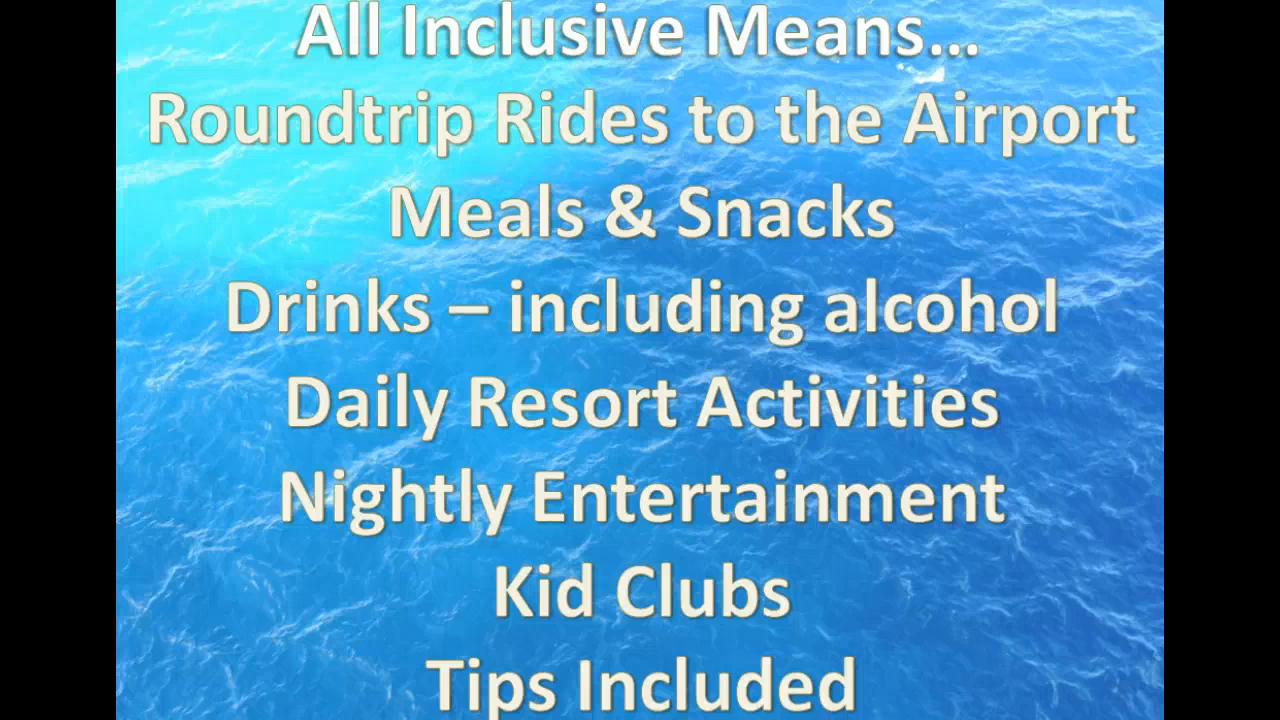 All Inclusive Means...
Roundtrip Rides to the Airport
Meals & Snacks
Drinks – including alcohol
Daily Resort Activities
Nightly Entertainment
Kid Clubs
Tips Included